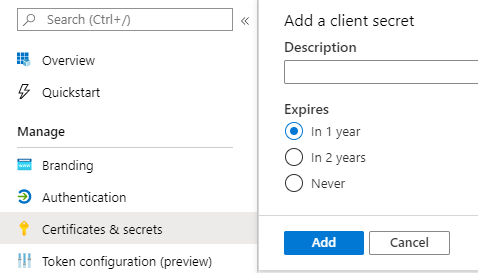 Search (Ctrl+/)
«
Overview
Quickstart
Manage
Branding
Authentication
Certificates & secrets
Token configuration (preview)
Add a client secret
Description
Expires
In 1 year
In 2 years
Never
Add
Cancel